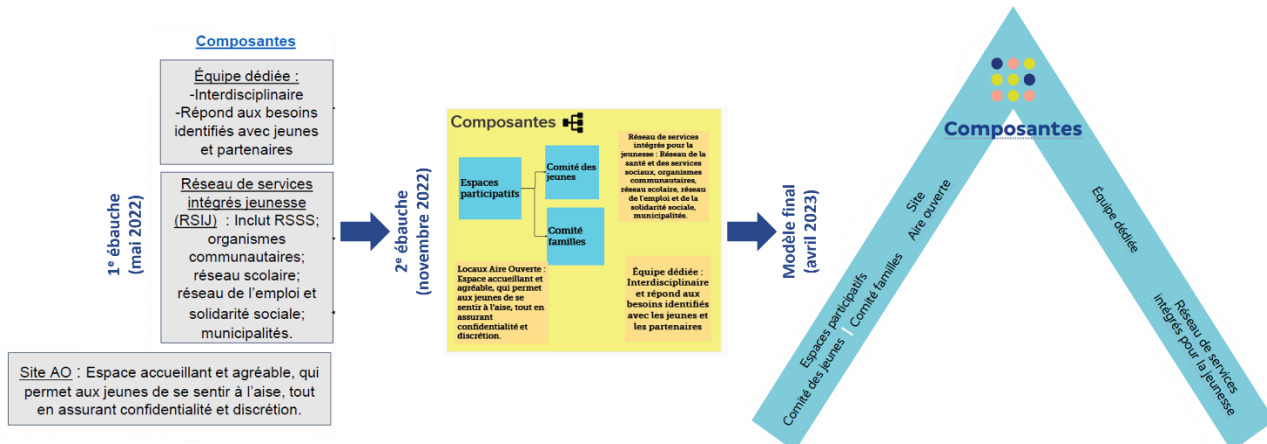 1e ébauche
(mai 2022)
Composantes
Équipe dédiée :
-Interdisciplinaire
-Répond aux besoins
identifiés avec jeunes
et partenaires
Réseau de services
intégrés jeunesse
(RSIJ) : Inclut RSSS;
organismes
communautaires;
réseau scolaire;
réseau de l'emploi et
solidarité sociale;
municipalités.
Site AO : Espace accueillant et agréable, qui
permet aux jeunes de se sentir à l'aise, tout
en assurant confidentialité et discrétion.
2e ébauche
(novembre 2022)
Composantes
Espaces
participatifs
Comité des
jeunes
Comité
familles
Réseau de services
intégrés pour la
jeunesse : Réseau de la
santé et des services
sociaux, organismes
communautaires,
réseau scolaire, réseau
de l'emploi et de la
solidarité sociale,
municipalités.
Locaux Aire Ouverte :
Espace accueillant et
agréable, qui permet
aux jeunes de se
sentir à l'aise, tout en
assurant
confidentialité et
discrétion.
Équipe dédiée :
Interdisciplinaire
et répond aux
besoins identifiés
avec les jeunes et
les partenaires
Modèle final
(avril 2023)
Composantes
Site
Aire ouverte
Espaces participatifs
Comité des jeunes | Comité familles
Équipe dédiée
Réseau de services
intégrés pour la jeunesse